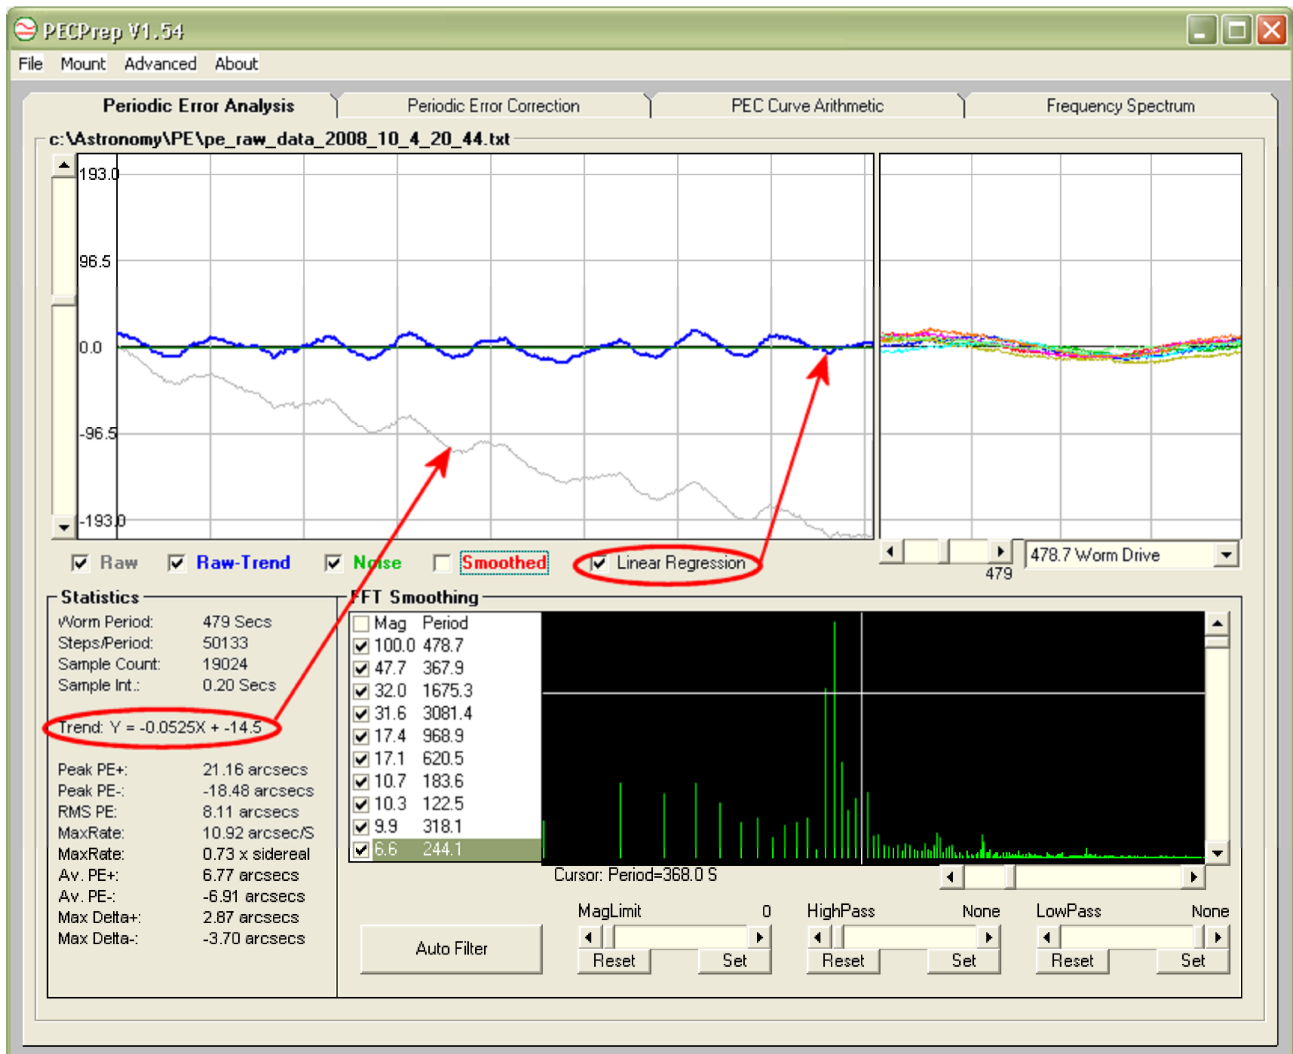 PECPrep V1.54
File Mount Advanced About
Periodic Error Analysis Periodic Error Correction PEC Curve Arithmetic Frequency Spectrum
c:\Astronomy\PE\pe_raw_data_2008_10_4_20_44.txt
193.0
96.5
0.0
-96.5
-193.0
Raw Raw-Trend Noise Smoothed Linear Regression
479
478.7 Worm Drive
Statistics
Worm Period: 479 Secs
Steps/Period: 50133
Sample Count: 19024
Sample Int.: 0.20 Secs
Trend: Y = -0.0525X + -14.5
Peak PE+: 21.16 arcsecs
Peak PE-: -18.48 arcsecs
RMS PE: 8.11 arcsecs
MaxRate: 10.92 arcsec/S
MaxRate: 0.73 x sidereal
Av. PE+: 6.77 arcsecs
Av. PE-: -6.91 arcsecs
Max Delta+: 2.87 arcsecs
Max Delta-: -3.70 arcsecs
FFT Smoothing
Mag Period
100.0 478.7
47.7 367.9
32.0 1675.3
31.6 3081.4
17.4 968.9
17.1 620.5
10.7 183.6
10.3 122.5
9.9 318.1
6.6 244.1
Cursor: Period=368.0 S
Auto Filter
MagLimit 0
Reset Set
HighPass None
Reset Set
LowPass None
Reset Set